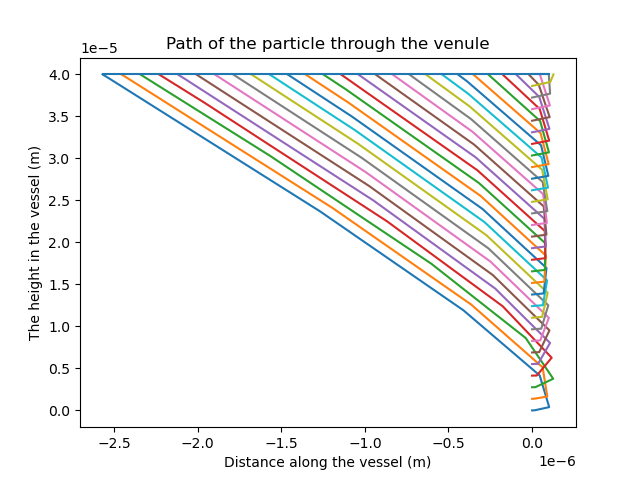 Path of the particle through the venule
1e−5
4.0
3.5
3.0
2.5
2.0
1.5
1.0
0.5
0.0
The height in the vessel (m)
−2.5 −2.0 −1.5 −1.0 −0.5 0.0
1e−6
Distance along the vessel (m)